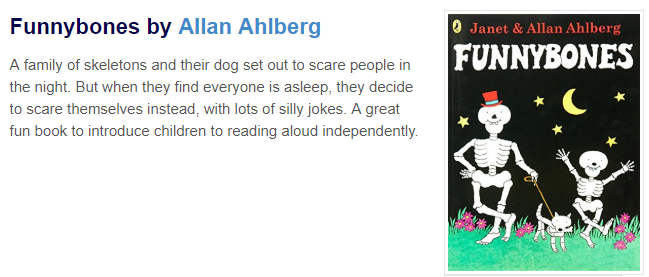 Funnybones by Allan Ahlberg
A family of skeletons and their dog set out to scare people in
the night. But when they find everyone is asleep, they decide
to scare themselves instead, with lots of silly jokes. A great
fun book to introduce children to reading aloud independently.
Janet & Allan Ahlberg
FUNNYBONES